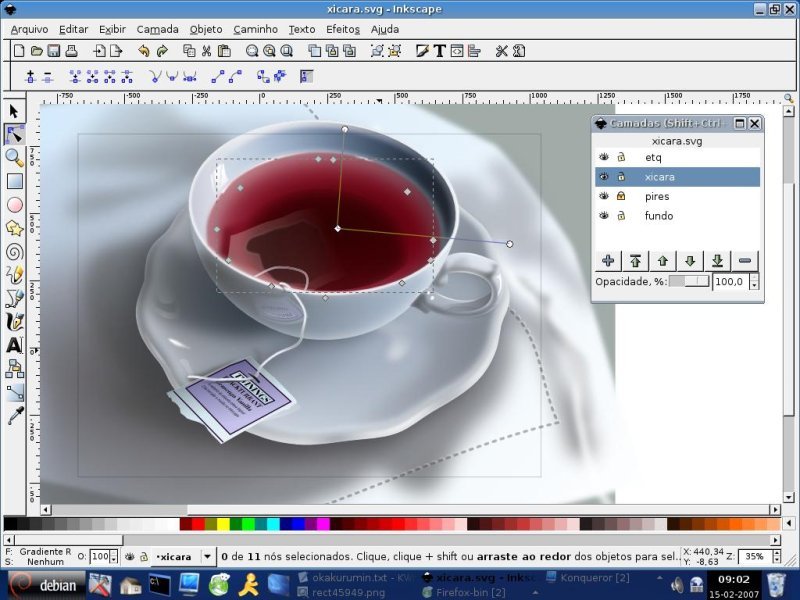 xicara.svg - Inkscape
Arquivo Editar Exibir Camada Objeto Caminho Texto Efeitos Ajuda
-750 -500 -250 0 250 500 750 1000 1250 1500 1750
Camadas (Shift+Ctrl+
xicara.svg
etq
xicara
pires
fundo
Opacidade, %: 100,0
TWININGS
F: Gradiente R
S: Nenhum
O: 100
•xicara
0 de 11 nós selecionados. Clique, clique + shift ou arraste ao redor dos objetos para sel..
X: 440,34
Y: -8,63
Z: 35%
debian
okakurumin.txt - KW
xicara.svg - Inksc
Konqueror [2]
rect45949.png
Firefox-bin [2]
09:02
15-02-2007